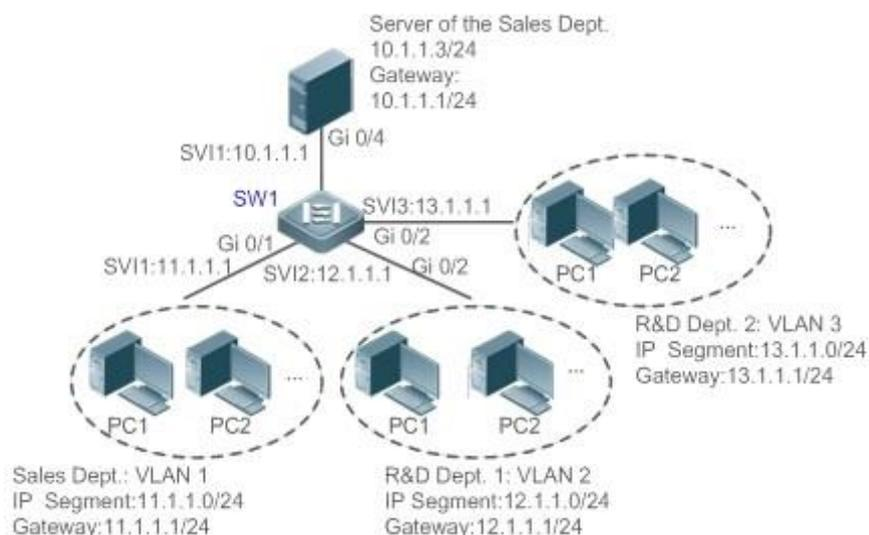 Server of the Sales Dept.
10.1.1.3/24
Gateway:
10.1.1.1/24
Gi 0/4
SVI1:10.1.1.1
SW1
SVI3:13.1.1.1
Gi 0/1
Gi 0/2
SVI1:11.1.1.1
SVI2:12.1.1.1
Gi 0/2
...
PC1
PC2
R&D Dept. 2: VLAN 3
IP Segment:13.1.1.0/24
Gateway:13.1.1.1/24
...
PC1
PC2
...
PC1
PC2
Sales Dept.: VLAN 1
IP Segment:11.1.1.0/24
Gateway:11.1.1.1/24
R&D Dept. 1: VLAN 2
IP Segment:12.1.1.0/24
Gateway:12.1.1.1/24